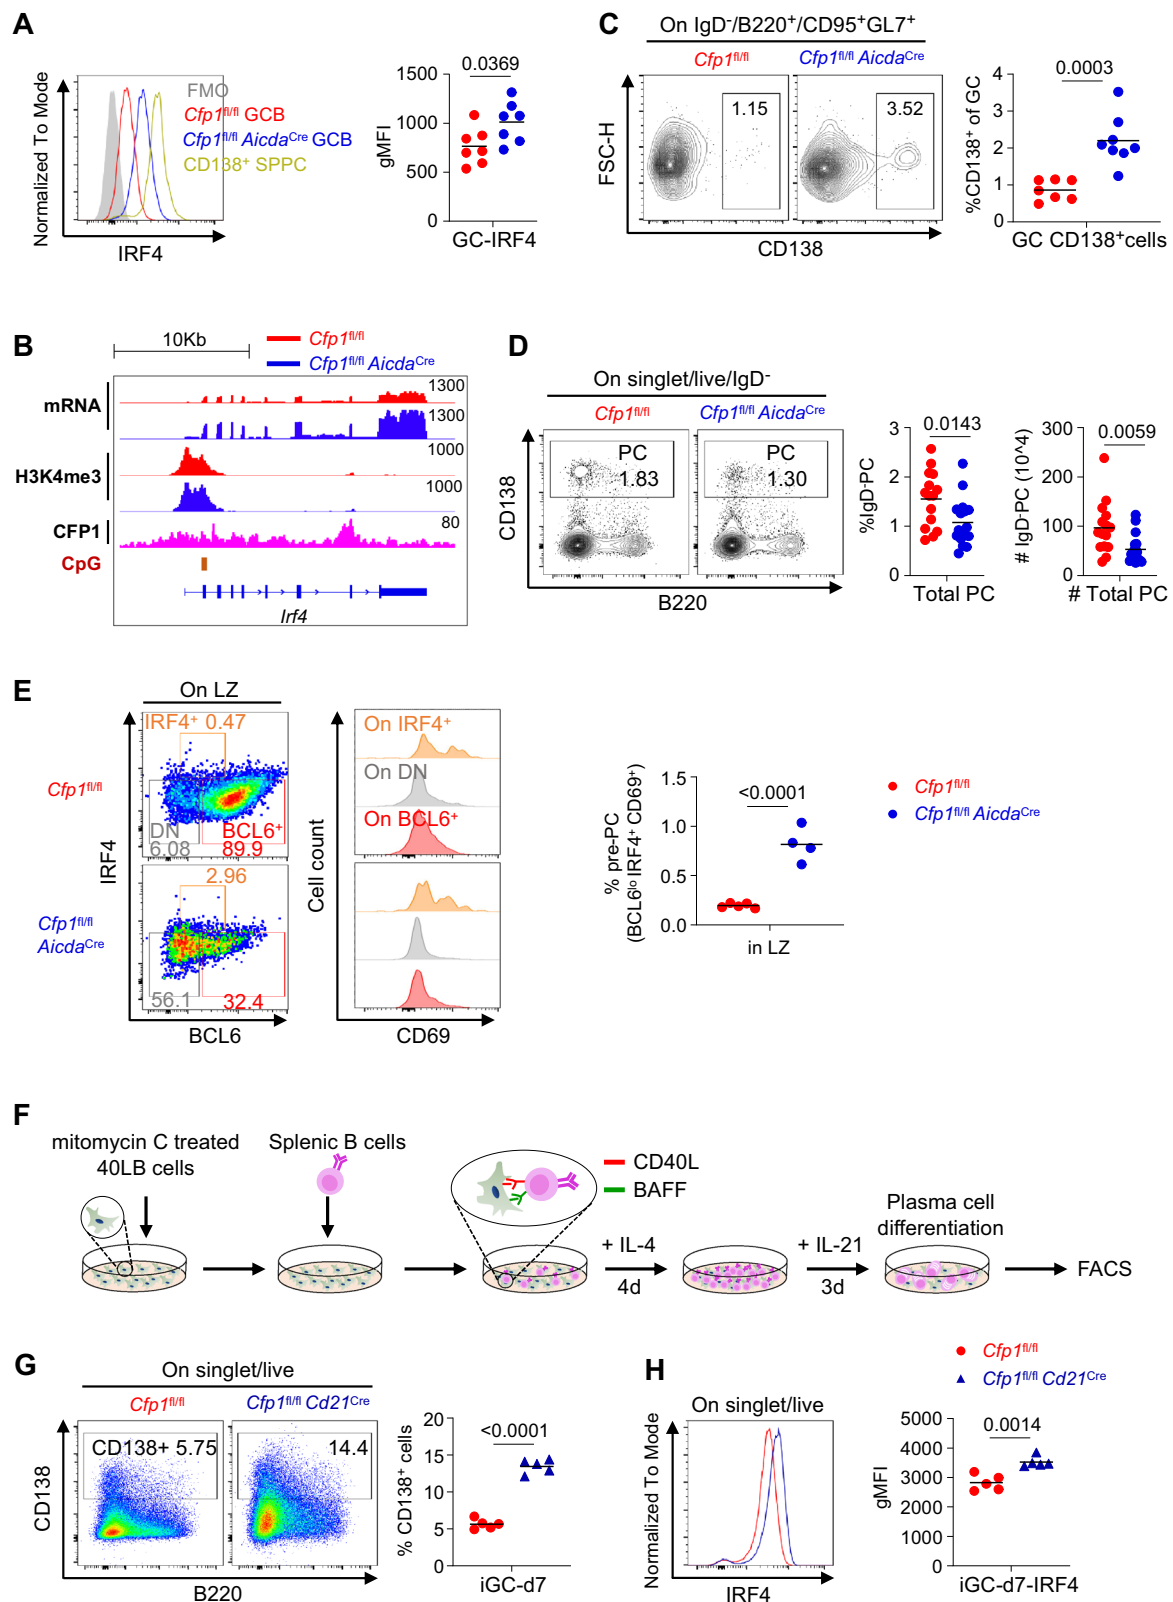 A
Normalized To Mode
FMO
Cfp1fl/fl GCB
Cfp1fl/fl AicdaCre GCB
CD138+ SPPC
IRF4
gMFI
1500
1000
500
0
0.0369
GC-IRF4
C
On IgD-/B220+/CD95+GL7+
Cfp1fl/fl
Cfp1fl/fl AicdaCre
FSC-H
1.15
3.52
CD138
%CD138+ of GC
4
3
2
1
0
0.0003
GC CD138+cells
B
10Kb
Cfp1fl/fl
Cfp1fl/fl AicdaCre
mRNA
1300
1300
H3K4me3
1000
1000
CFP1
80
CpG
Irf4
D
On singlet/live/IgD-
Cfp1fl/fl
Cfp1fl/fl AicdaCre
CD138
PC
1.83
PC
1.30
B220
%IgD-PC
3
2
1
0
0.0143
Total PC
# IgD-PC (10^4)
300
200
100
0
0.0059
# Total PC
E
On LZ
IRF4+ 0.47
Cfp1fl/fl
DN
6.08
BCL6+
89.9
IRF4
2.96
Cfp1fl/fl
AicdaCre
56.1
32.4
BCL6
Cell count
On IRF4+
On DN
On BCL6+
CD69
% pre-PC
(BCL6lo IRF4+ CD69+)
1.5
1.0
0.5
0.0
<0.0001
in LZ
Cfp1fl/fl
Cfp1fl/fl AicdaCre
F
mitomycin C treated
40LB cells
Splenic B cells
CD40L
BAFF
+ IL-4
4d
+ IL-21
3d
Plasma cell
differentiation
FACS
G
On singlet/live
Cfp1fl/fl
Cfp1fl/fl Cd21Cre
CD138
CD138+ 5.75
14.4
B220
% CD138+ cells
20
15
10
5
0
<0.0001
iGC-d7
H
Cfp1fl/fl
Cfp1fl/fl Cd21Cre
On singlet/live
Normalized To Mode
IRF4
gMFI
5000
4000
3000
2000
1000
0
0.0014
iGC-d7-IRF4